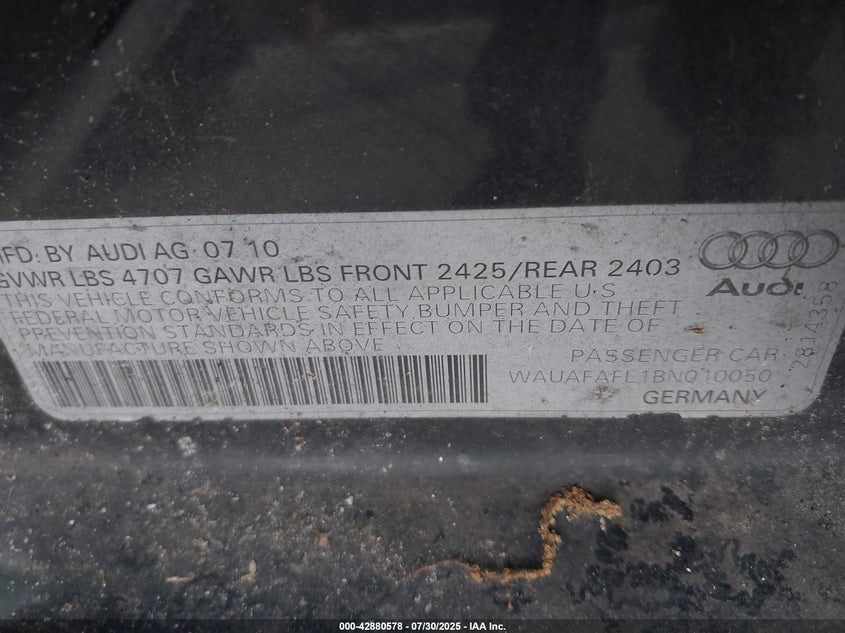 MFD. BY AUDI AG 07 10
GVWR LBS 4707 GAWR LBS FRONT 2425/REAR 2403
THIS VEHICLE CONFORMS TO ALL APPLICABLE U.S
FEDERAL MOTOR VEHICLE SAFETY, BUMPER AND THEFT
PREVENTION STANDARDS IN EFFECT ON THE DATE OF
MANUFACTURE SHOWN ABOVE
Audi
2814358
PASSENGER CAR
WAUAFAFL1BN010050
GERMANY
000-42880578 - 07/30/2025 - IAA Inc.